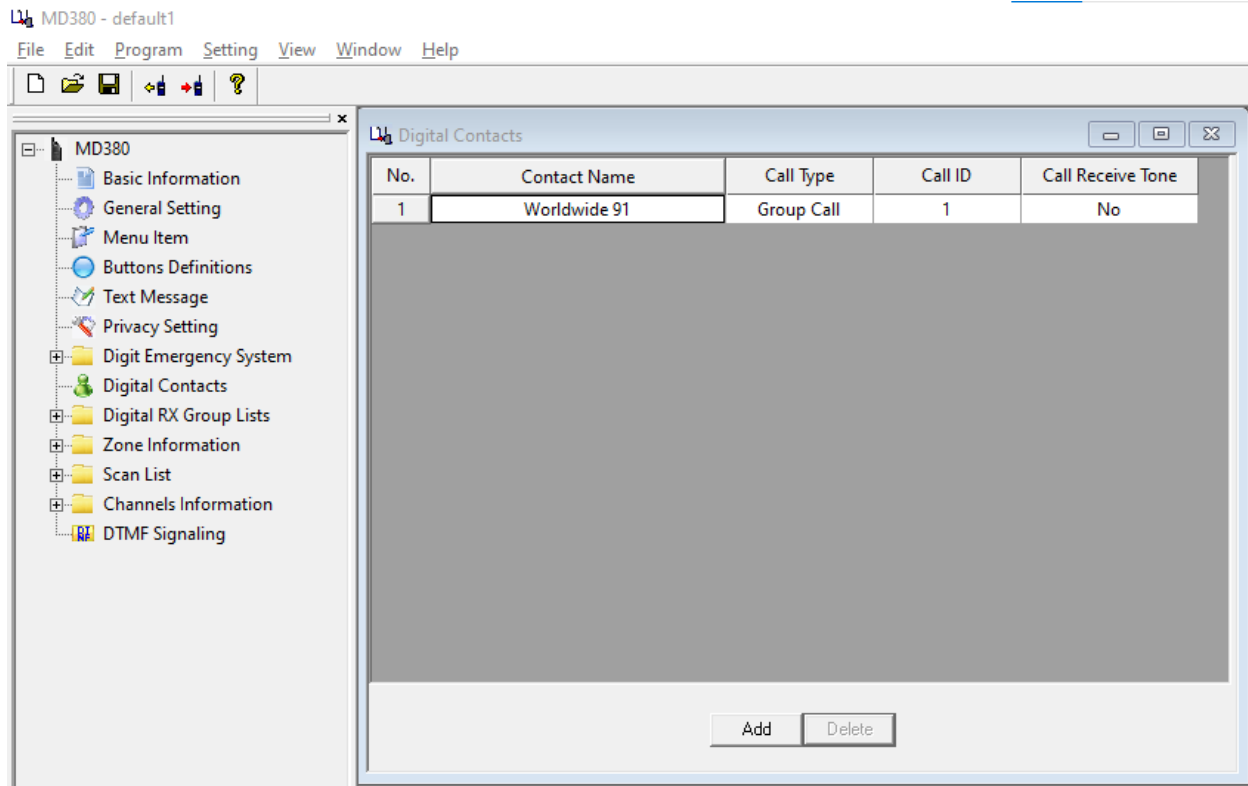 MD380 - default1
File Edit Program Setting View Window Help
MD380
Basic Information
General Setting
Menu Item
Buttons Definitions
Text Message
Privacy Setting
Digit Emergency System
Digital Contacts
Digital RX Group Lists
Zone Information
Scan List
Channels Information
DTMF Signaling
Digital Contacts
No. Contact Name Call Type Call ID Call Receive Tone
1 Worldwide 91 Group Call 1 No
Add Delete